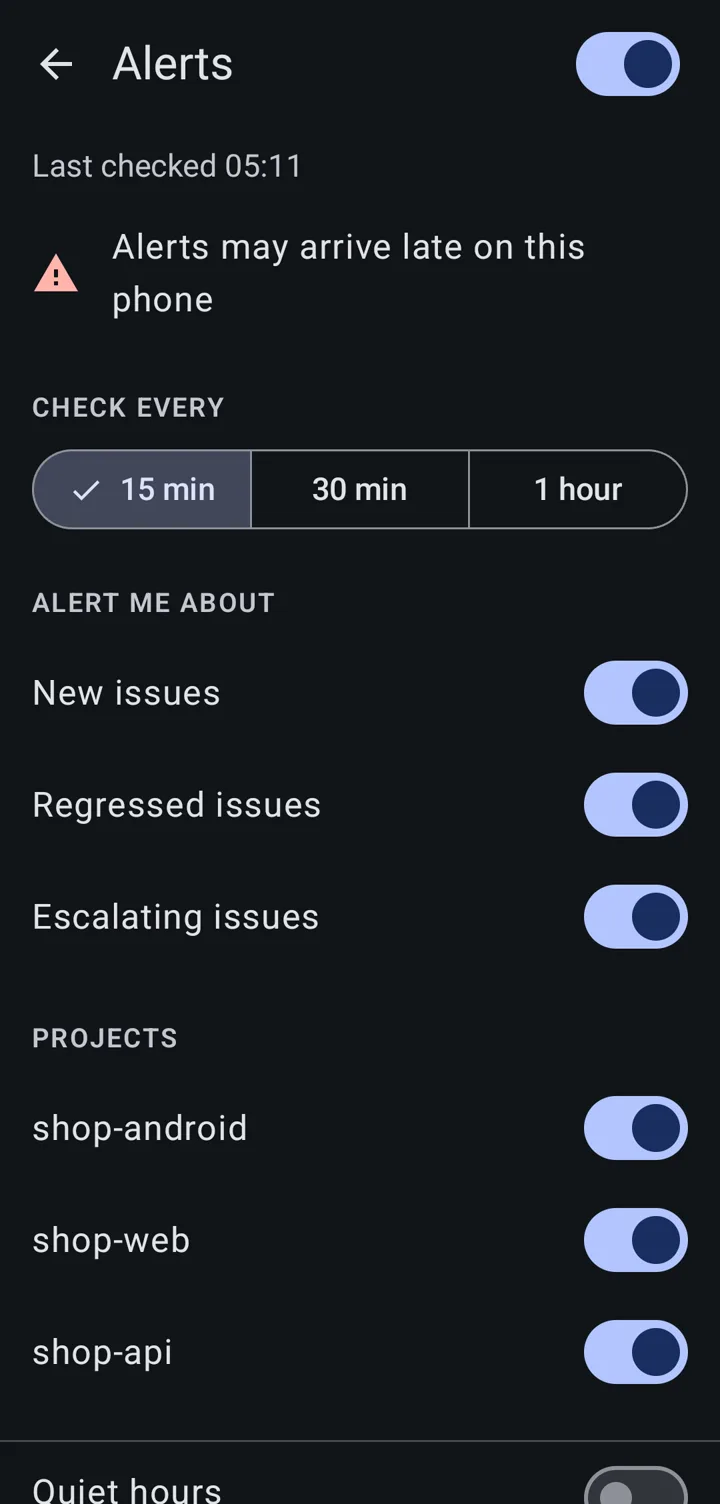 Alerts
Last checked 05:11
Alerts may arrive late on this
phone
CHECK EVERY
15 min
30 min
1 hour
ALERT ME ABOUT
New issues
Regressed issues
Escalating issues
PROJECTS
shop-android
shop-web
shop-api
Quiet hours